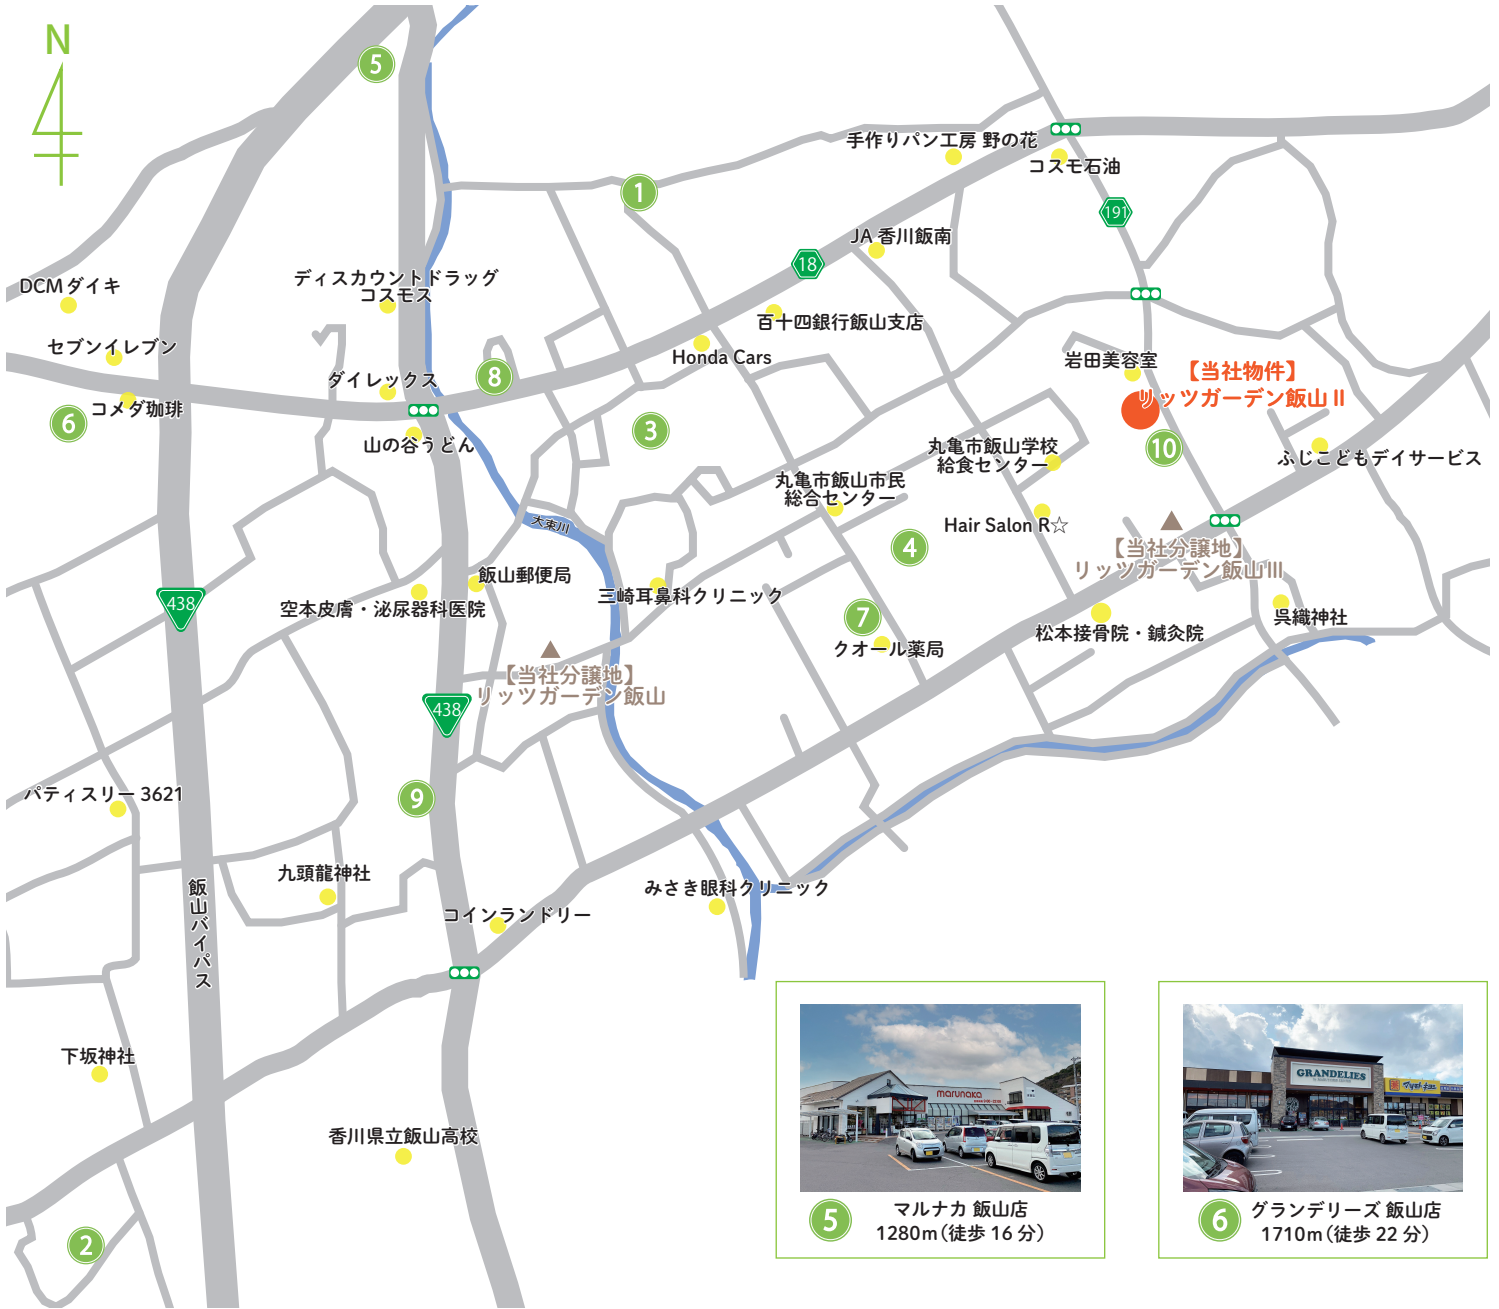 N
5
手作りパン工房 野の花
コスモ石油
1
191
JA 香川飯南
18
DCMダイキ
ディスカウントドラッグ
コスモス
百十四銀行飯山支店
セブンイレブン
Honda Cars
岩田美容室
【当社物件】
リッツガーデン飯山Ⅱ
ダイレックス
8
コメダ珈琲
6
山の谷うどん
3
10
丸亀市飯山学校
給食センター
ふじこどもデイサービス
丸亀市飯山市民
総合センター
大束川
Hair Salon R☆
4
【当社分譲地】
リッツガーデン飯山Ⅲ
飯山郵便局
空本皮膚・泌尿器科医院
三崎耳鼻科クリニック
438
7
呉織神社
松本接骨院・鍼灸院
クオール薬局
【当社分譲地】
リッツガーデン飯山
438
パティスリー 3621
9
九頭龍神社
みさき眼科クリニック
飯山バイパス
コインランドリー
下坂神社
香川県立飯山高校
2
marunaka
GRANDELIES
マツモトキヨシ
5
マルナカ 飯山店
1280m(徒歩 16 分)
6
グランデリーズ 飯山店
1710m(徒歩 22 分)